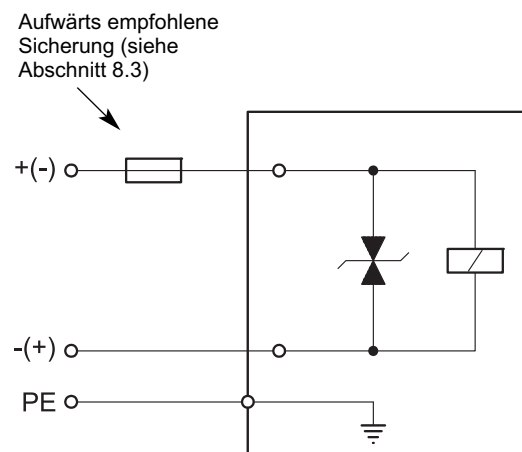 Aufwärts empfohlene
Sicherung (siehe
Abschnitt 8.3)
+(-)
-(+)
PE